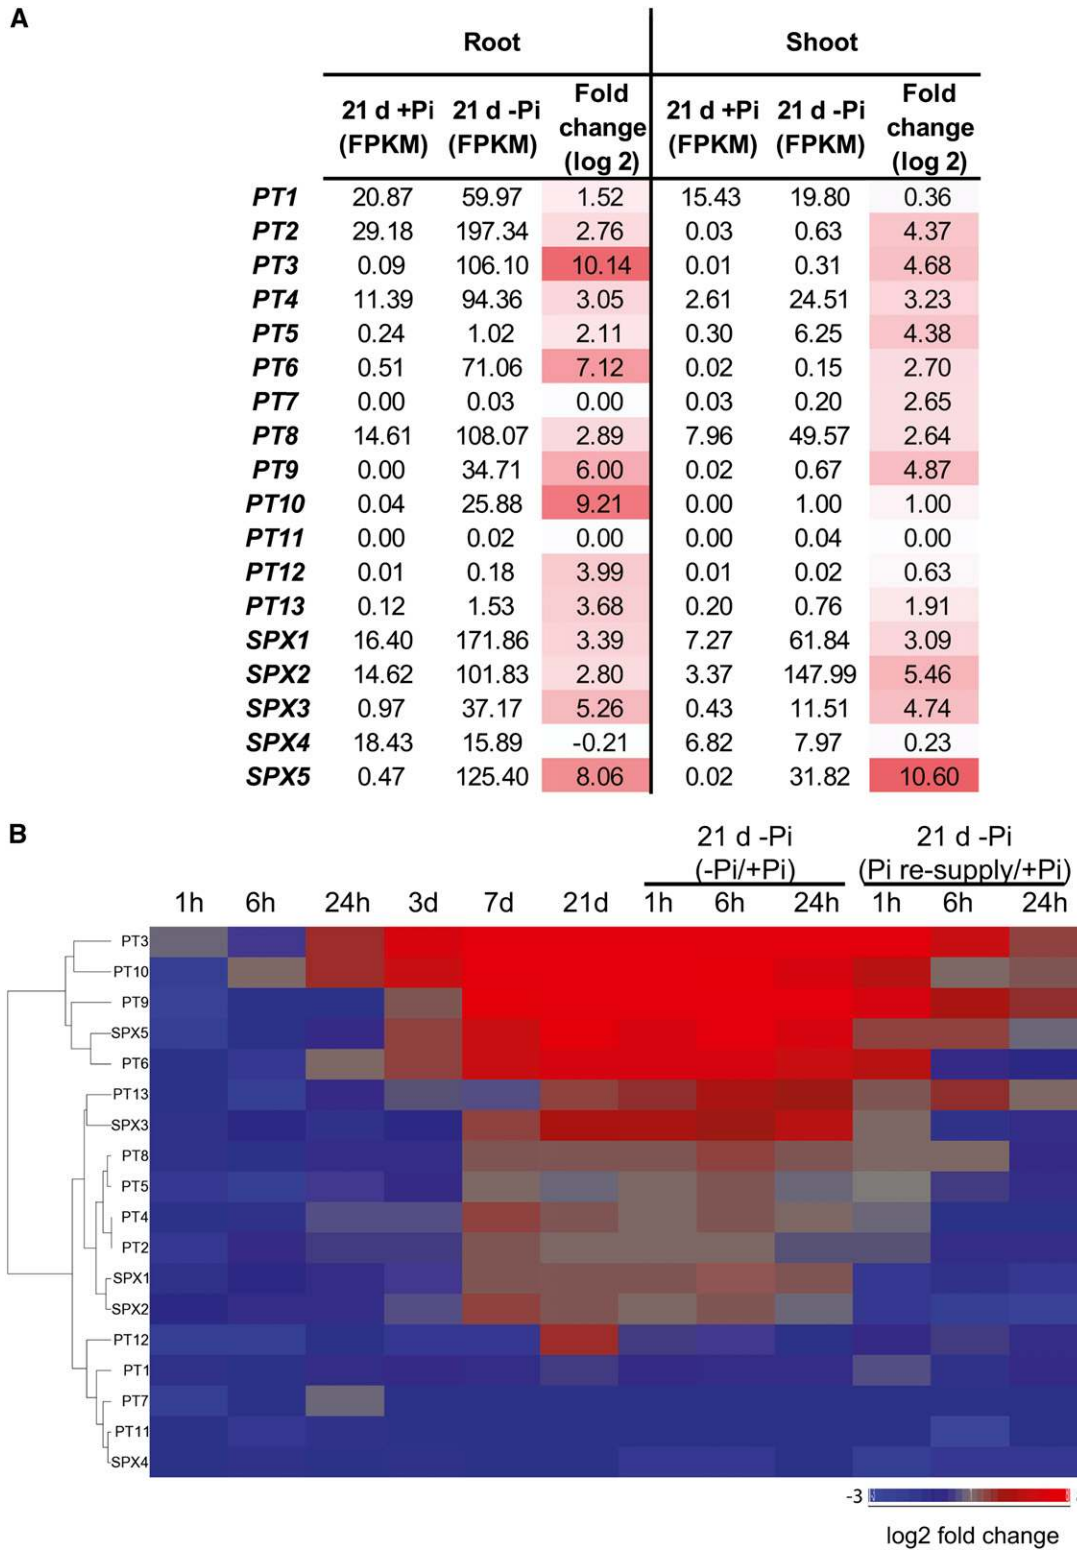 A
Root Shoot
21 d +Pi (FPKM) 21 d -Pi (FPKM) Fold change (log 2) 21 d +Pi (FPKM) 21 d -Pi (FPKM) Fold change (log 2)
PT1 20.87 59.97 1.52 15.43 19.80 0.36
PT2 29.18 197.34 2.76 0.03 0.63 4.37
PT3 0.09 106.10 10.14 0.01 0.31 4.68
PT4 11.39 94.36 3.05 2.61 24.51 3.23
PT5 0.24 1.02 2.11 0.30 6.25 4.38
PT6 0.51 71.06 7.12 0.02 0.15 2.70
PT7 0.00 0.03 0.00 0.03 0.20 2.65
PT8 14.61 108.07 2.89 7.96 49.57 2.64
PT9 0.00 34.71 6.00 0.02 0.67 4.87
PT10 0.04 25.88 9.21 0.00 1.00 1.00
PT11 0.00 0.02 0.00 0.00 0.04 0.00
PT12 0.01 0.18 3.99 0.01 0.02 0.63
PT13 0.12 1.53 3.68 0.20 0.76 1.91
SPX1 16.40 171.86 3.39 7.27 61.84 3.09
SPX2 14.62 101.83 2.80 3.37 147.99 5.46
SPX3 0.97 37.17 5.26 0.43 11.51 4.74
SPX4 18.43 15.89 -0.21 6.82 7.97 0.23
SPX5 0.47 125.40 8.06 0.02 31.82 10.60
B
21 d -Pi 21 d -Pi
(-Pi/+Pi) (Pi re-supply/+Pi)
1h 6h 24h 3d 7d 21d 1h 6h 24h 1h 6h 24h
PT3
PT10
PT9
SPX5
PT6
PT13
SPX3
PT8
PT5
PT4
PT2
SPX1
SPX2
PT12
PT1
PT7
PT11
SPX4
-3
log2 fold change